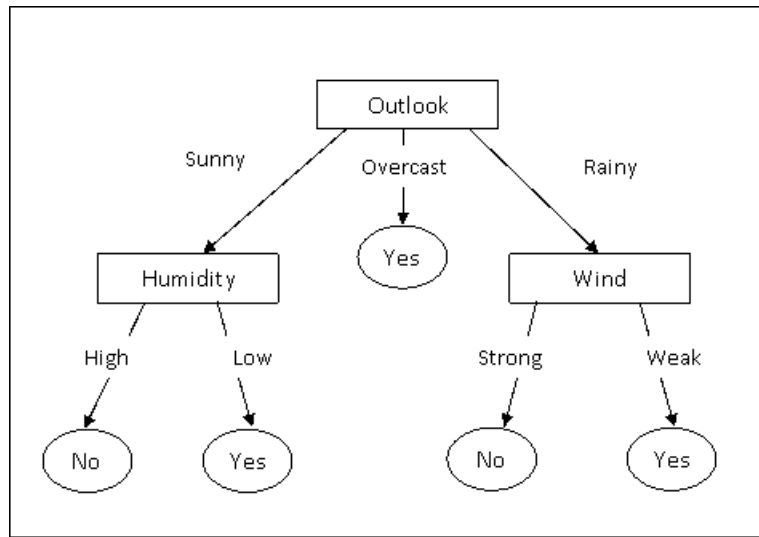 Outlook
Sunny
Overcast
Rainy
Yes
Humidity
Wind
High
Low
Strong
Weak
No
Yes
No
Yes